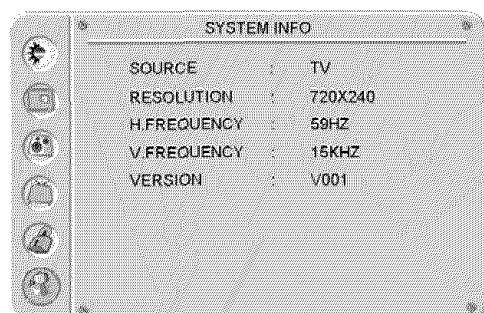 SYSTEM INFO
SOURCE : TV
RESOLUTION : 720X240
H.FREQUENCY : 59HZ
V.FREQUENCY : 15KHZ
VERSION : V001